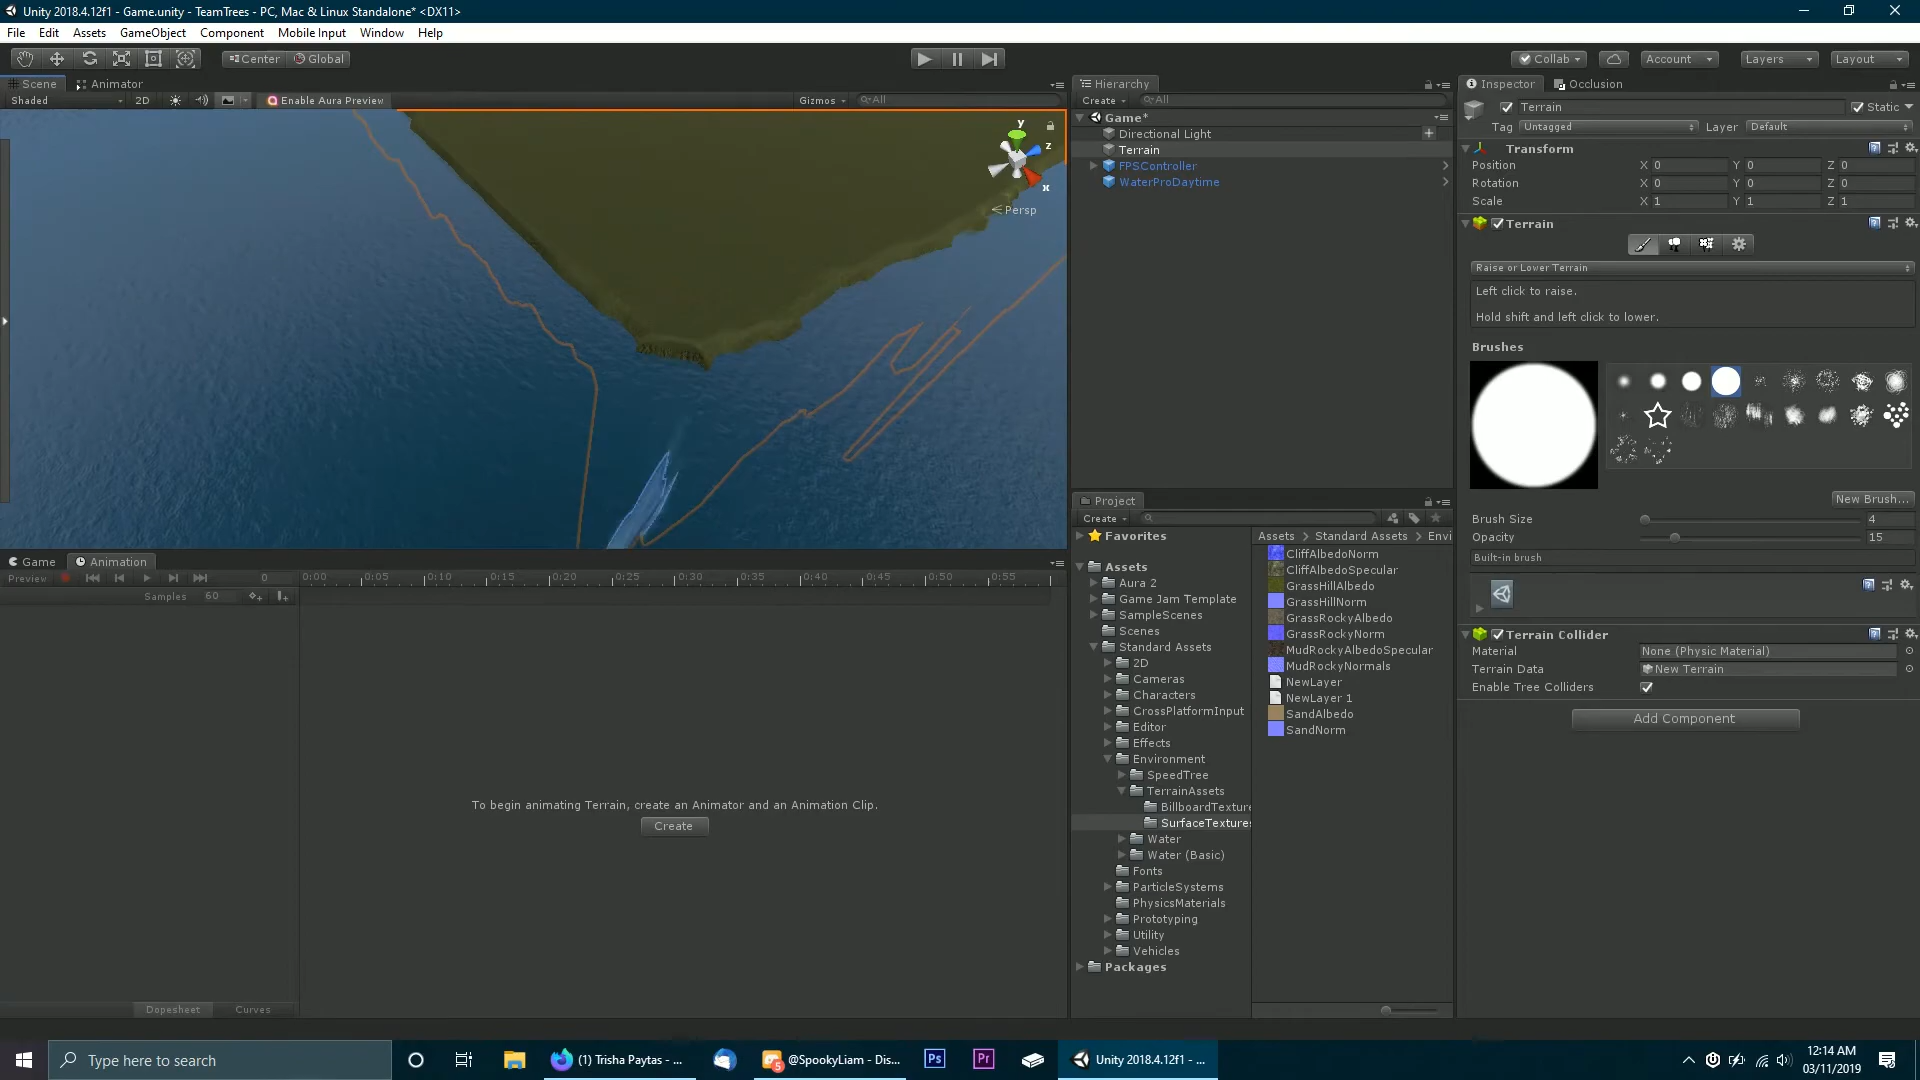 Unity 2018.4.12f1 - Game.unity - TeamTrees - PC, Mac & Linux Standalone* <DX11>
File Edit Assets GameObject Component Mobile Input Window Help
Center Global
Collab Account Layers Layout
Scene Animator
Shaded 2D Enable Aura Preview Gizmos All
y
z
x
Persp
Hierarchy
Create All
Game*
Directional Light
Terrain
FPSController
WaterProDaytime
Inspector Occlusion
Terrain Static
Tag Untagged Layer Default
Transform
Position X 0 Y 0 Z 0
Rotation X 0 Y 0 Z 0
Scale X 1 Y 1 Z 1
Terrain
Raise or Lower Terrain
Left click to raise.
Hold shift and left click to lower.
Brushes
New Brush...
Brush Size 4
Opacity 15
Built-in brush
Terrain Collider
Material None (Physic Material)
Terrain Data New Terrain
Enable Tree Colliders
Add Component
Project
Create
Favorites
Assets
Aura 2
Game Jam Template
SampleScenes
Scenes
Standard Assets
2D
Cameras
Characters
CrossPlatformInput
Editor
Effects
Environment
SpeedTree
TerrainAssets
BillboardTexture
SurfaceTextures
Water
Water (Basic)
Fonts
ParticleSystems
PhysicsMaterials
Prototyping
Utility
Vehicles
Packages
Assets Standard Assets Envi
CliffAlbedoNorm
CliffAlbedoSpecular
GrassHillAlbedo
GrassHillNorm
GrassRockyAlbedo
GrassRockyNorm
MudRockyAlbedoSpecular
MudRockyNormals
NewLayer
NewLayer 1
SandAlbedo
SandNorm
Game Animation
Preview 0 0:00 0:05 0:10 0:15 0:20 0:25 0:30 0:35 0:40 0:45 0:50 0:55
Samples 60
To begin animating Terrain, create an Animator and an Animation Clip.
Create
Dopesheet Curves
Type here to search
(1) Trisha Paytas - ...
5
@SpookyLiam - Dis...
Ps
Pr
Unity 2018.4.12f1 - ...
12:14 AM
03/11/2019